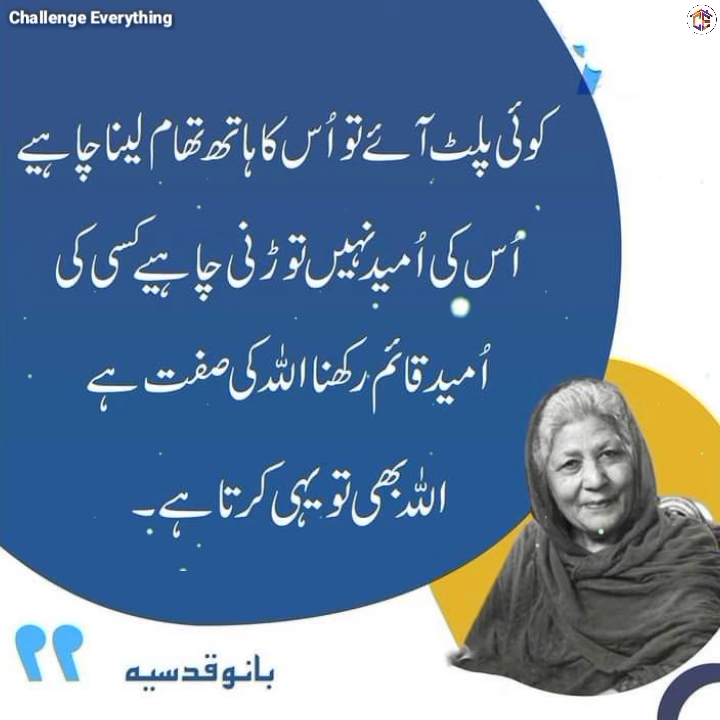 Challenge Everything
کوئی پلٹ آئے تو اُس کا ہاتھ تھام لینا چاہیے
اُس کی اُمید نہیں توڑنی چاہیے کسی کی
اُمید قائم رکھنا اللہ کی صفت ہے
اللہ بھی تو یہی کرتا ہے۔
بانو قدسیہ